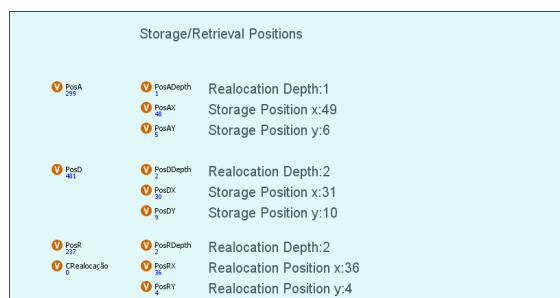 Storage/Retrieval Positions
V PosA V PosADepth Realocation Depth:1
299 1
V PosAX Storage Position x:49
48
V PosAY Storage Position y:6
5
V PosD V PosDDepth Realocation Depth:2
481 2
V PosDX Storage Position x:31
30
V PosDY Storage Position y:10
9
V PosR V PosRDepth Realocation Depth:2
237 2
V CRealocação V PosRX Realocation Position x:36
0 36
V PosRY Realocation Position y:4
4